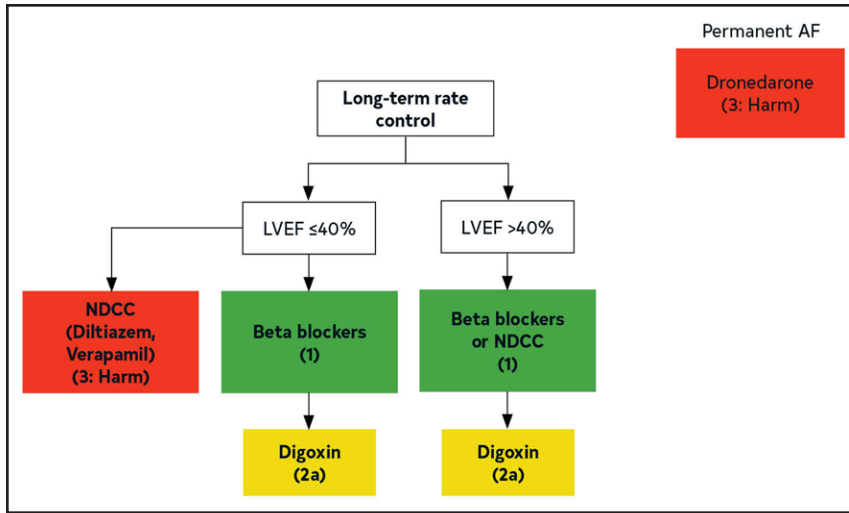 Permanent AF
Dronedarone
(3: Harm)
Long-term rate
control
LVEF ≤40%
LVEF >40%
NDCC
(Diltiazem,
Verapamil)
(3: Harm)
Beta blockers
(1)
Beta blockers
or NDCC
(1)
Digoxin
(2a)
Digoxin
(2a)